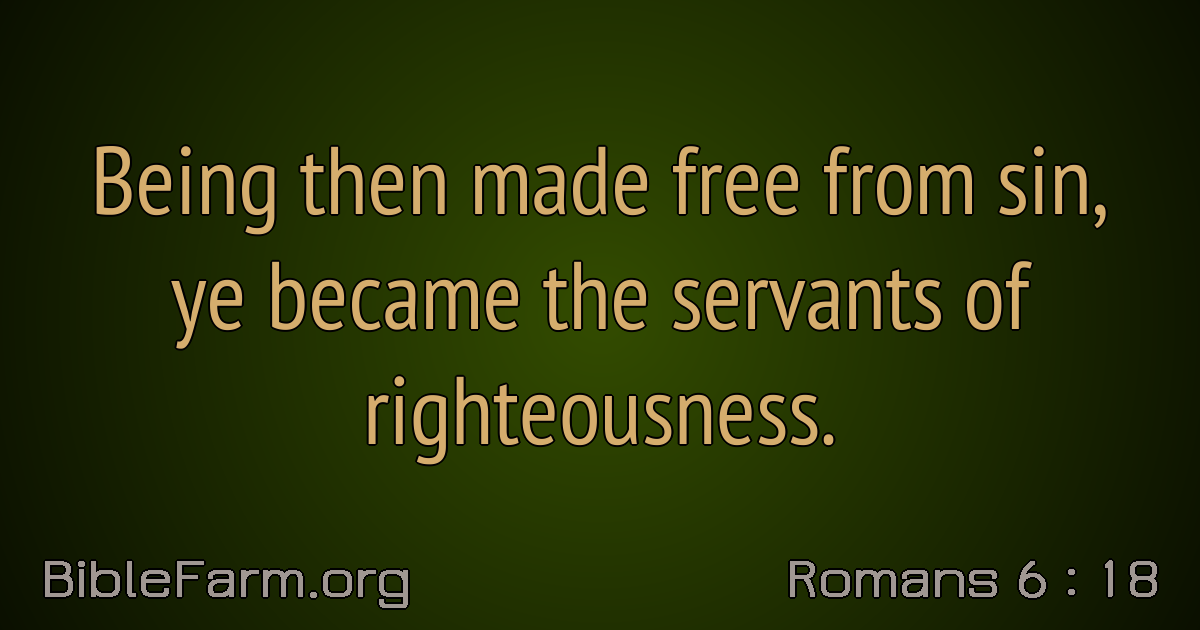 Being then made free from sin,
ye became the servants of
righteousness.
BibleFarm.org
Romans 6 : 18